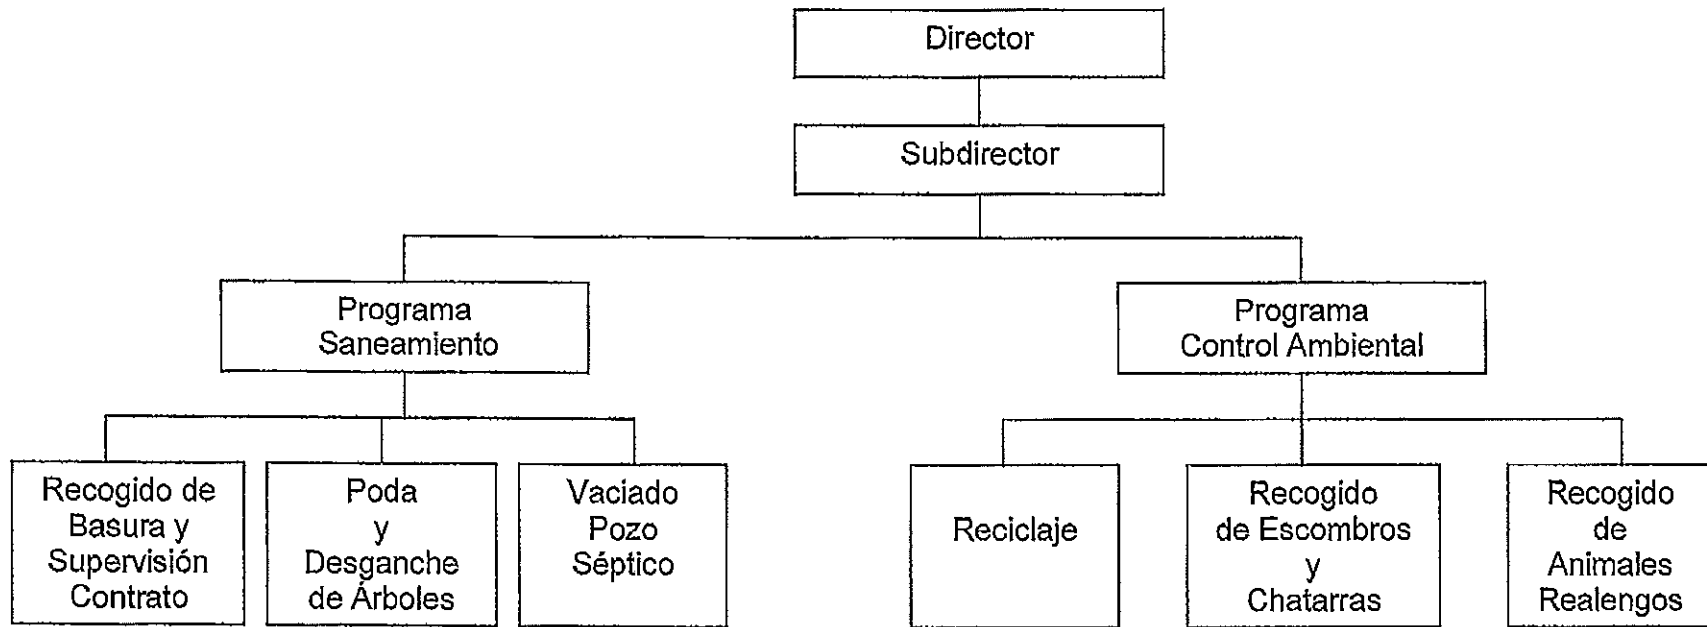 Director
Subdirector
Programa
Saneamiento
Programa
Control Ambiental
Recogido de
Basura y
Supervisión
Contrato
Poda
y
Desganche
de Árboles
Vaciado
Pozo
Séptico
Reciclaje
Recogido
de Escombros
y
Chatarras
Recogido
de
Animales
Realengos